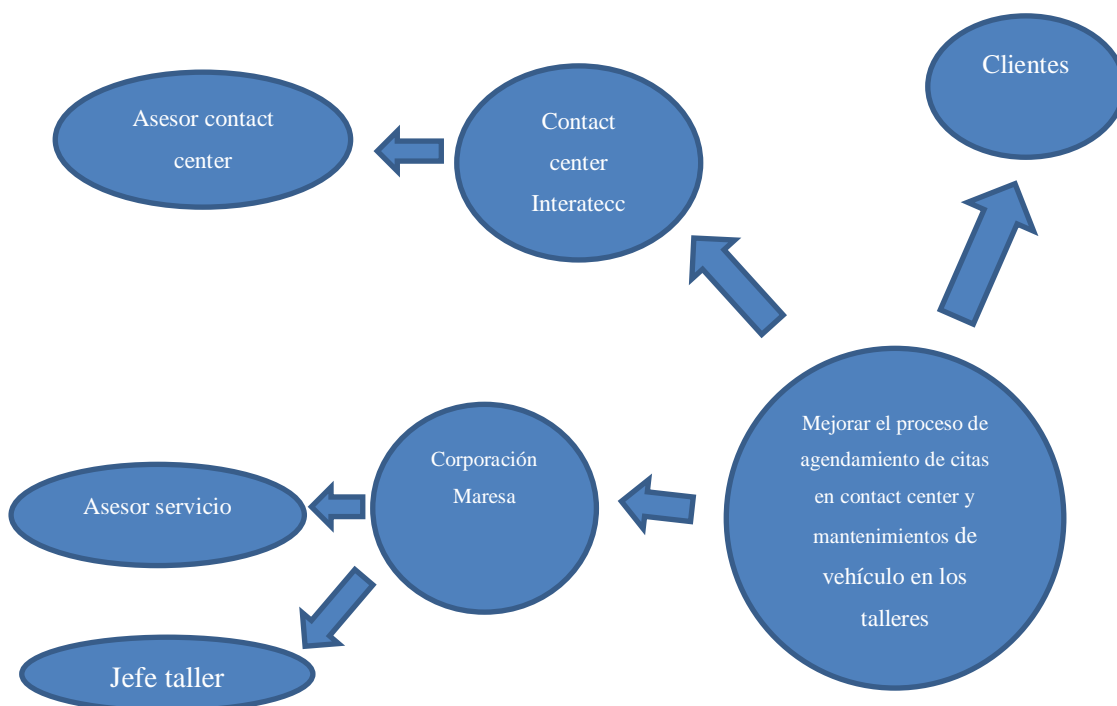 Clientes
Asesor contact
center
Contact
center
Interatecc
Mejorar el proceso de
agendamiento de citas
en contact center y
mantenimientos de
vehículo en los
talleres
Corporación
Maresa
Asesor servicio
Jefe taller